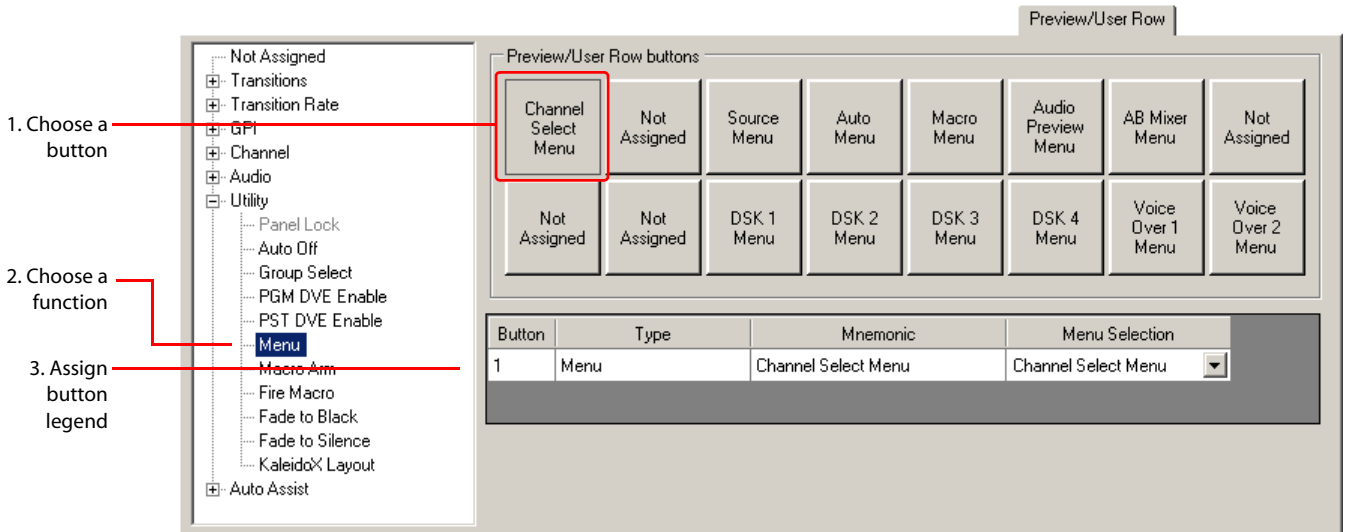 Preview/User Row
1. Choose a
button
2. Choose a
function
3. Assign
button
legend
Not Assigned
Transitions
Transition Rate
GPI
Channel
Audio
Utility
Panel Lock
Auto Off
Group Select
PGM DVE Enable
PST DVE Enable
Menu
Macro Arm
Fire Macro
Fade to Black
Fade to Silence
KaleidoX Layout
Auto Assist
Preview/User Row buttons
Channel
Select
Menu
Not
Assigned
Source
Menu
Auto
Menu
Macro
Menu
Audio
Preview
Menu
AB Mixer
Menu
Not
Assigned
Not
Assigned
Not
Assigned
DSK 1
Menu
DSK 2
Menu
DSK 3
Menu
DSK 4
Menu
Voice
Over 1
Menu
Voice
Over 2
Menu
Button Type Mnemonic Menu Selection
1 Menu Channel Select Menu Channel Select Menu